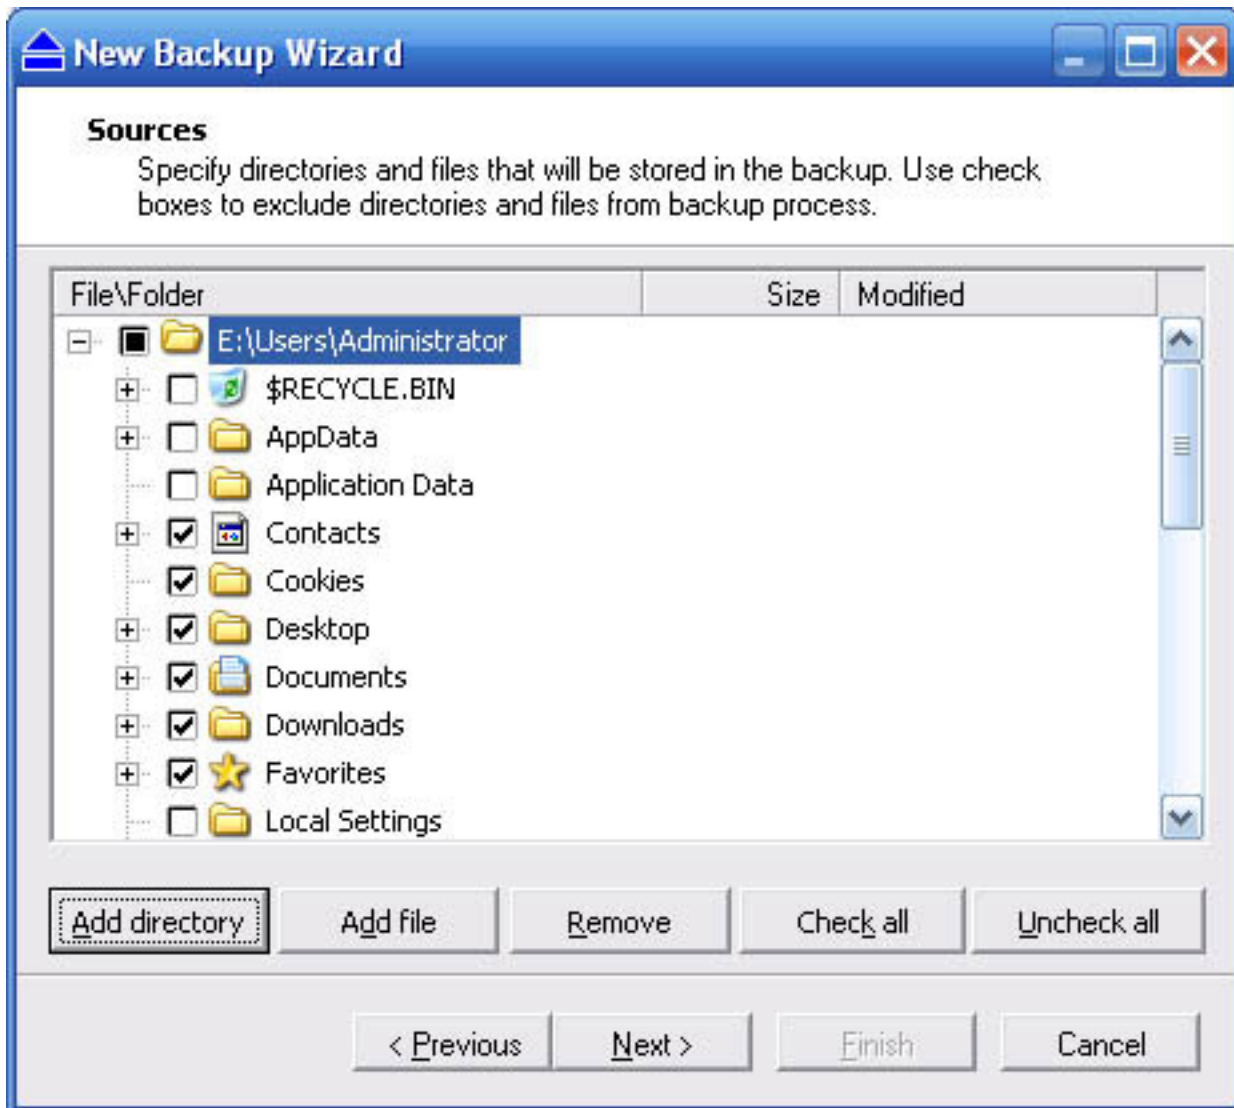 New Backup Wizard
Sources
Specify directories and files that will be stored in the backup. Use check
boxes to exclude directories and files from backup process.
File\Folder Size Modified
E:\Users\Administrator
$RECYCLE.BIN
AppData
Application Data
Contacts
Cookies
Desktop
Documents
Downloads
Favorites
Local Settings
Add directory Add file Remove Check all Uncheck all
< Previous Next > Finish Cancel